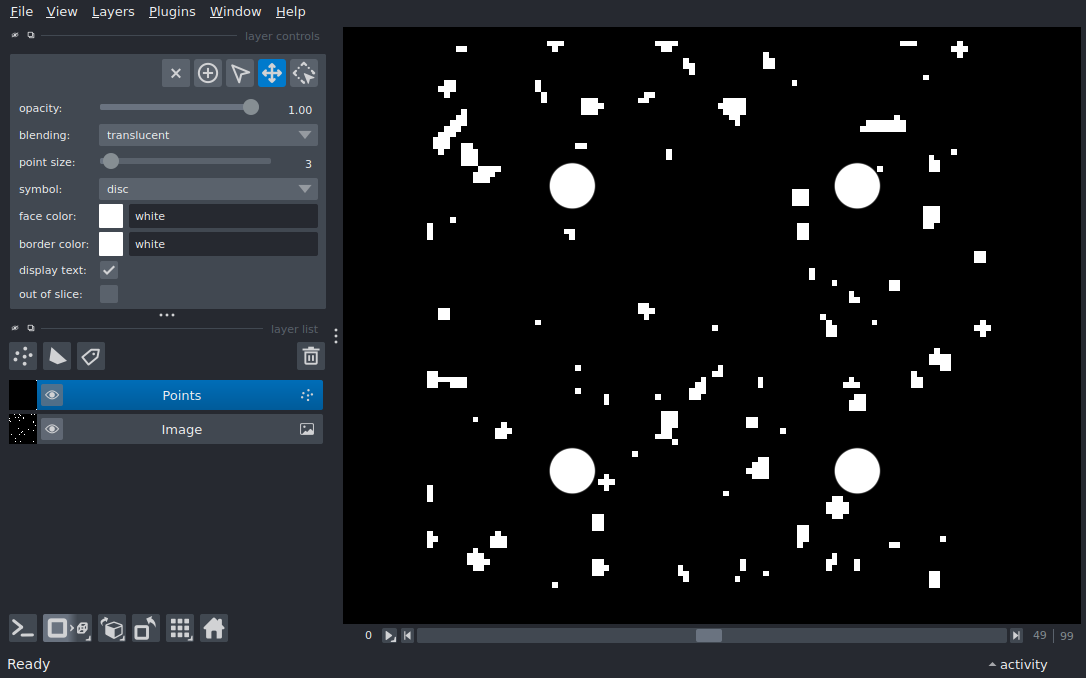 File View Layers Plugins Window Help
layer controls
opacity: 1.00
blending: translucent
point size: 3
symbol: disc
face color: white
border color: white
display text:
out of slice:
layer list
Points
Image
0 49 99
Ready activity